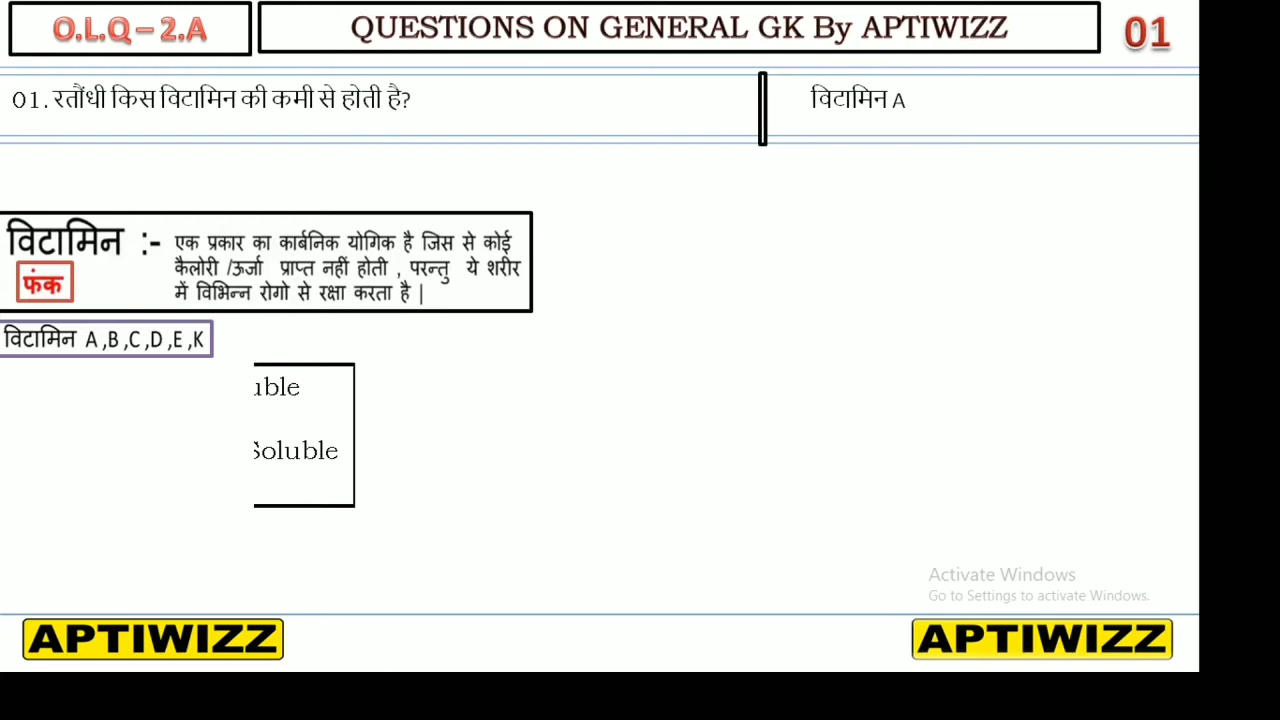 O.L.Q – 2.A
QUESTIONS ON GENERAL GK By APTIWIZZ
01
01. रतौंधी किस विटामिन की कमी से होती है?
विटामिन A
विटामिन :-
फंक
एक प्रकार का कार्बनिक योगिक है जिस से कोई
कैलोरी /ऊर्जा प्राप्त नहीं होती , परन्तु ये शरीर
में विभिन्न रोगो से रक्षा करता है |
विटामिन A ,B ,C ,D ,E ,K
uble
Soluble
Activate Windows
Go to Settings to activate Windows.
APTIWIZZ
APTIWIZZ